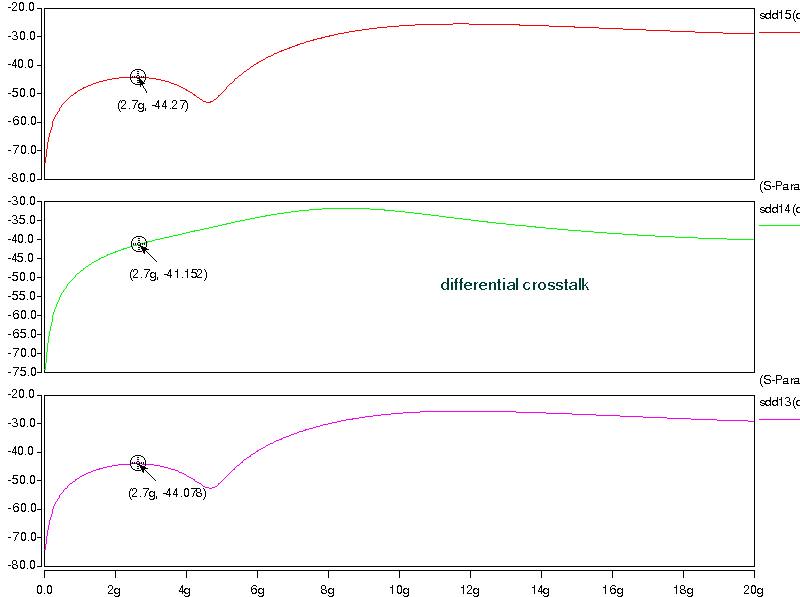 -20.0
sdd15(d
-30.0
-40.0
-50.0
(2.7g, -44.27)
-60.0
-70.0
-80.0
(S-Para
-30.0
sdd14(d
-35.0
-40.0
-45.0
(2.7g, -41.152)
-50.0
differential crosstalk
-55.0
-60.0
-65.0
-70.0
-75.0
(S-Para
-20.0
sdd13(d
-30.0
-40.0
-50.0
(2.7g, -44.078)
-60.0
-70.0
-80.0
0.0 2g 4g 6g 8g 10g 12g 14g 16g 18g 20g